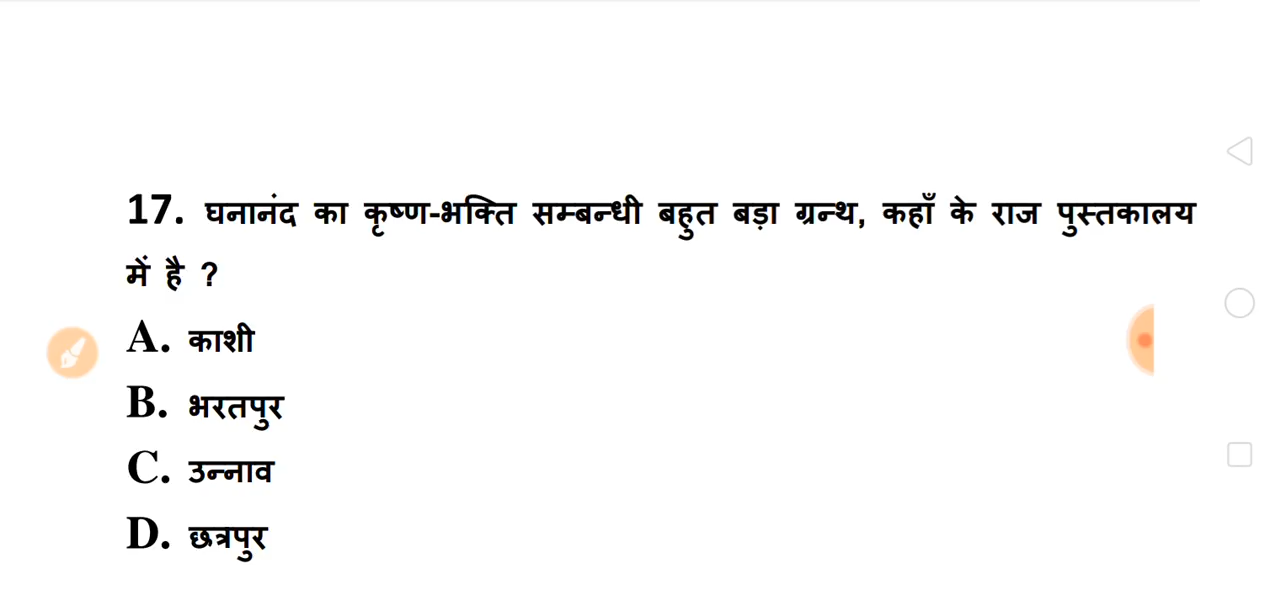 17. घनानंद का कृष्ण-भक्ति सम्बन्धी बहुत बड़ा ग्रन्थ, कहाँ के राज पुस्तकालय
में है ?
A. काशी
B. भरतपुर
C. उन्नाव
D. छत्रपुर